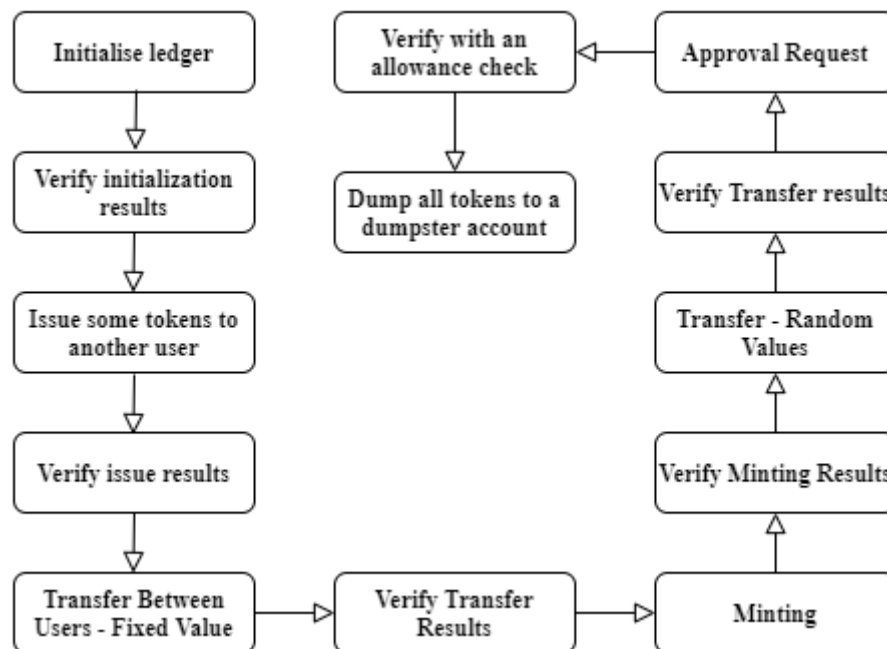 Initialise ledger
Verify initialization
results
Issue some tokens to
another user
Verify issue results
Transfer Between
Users - Fixed Value
Verify Transfer
Results
Minting
Verify Minting Results
Transfer - Random
Values
Verify Transfer results
Approval Request
Verify with an
allowance check
Dump all tokens to a
dumpster account